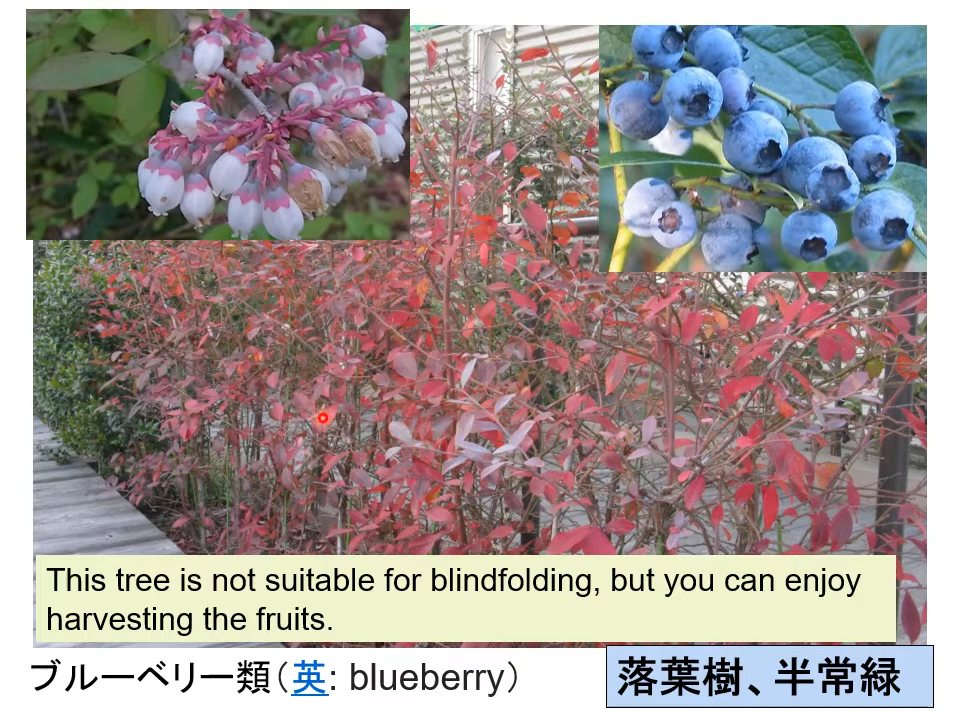 This tree is not suitable for blindfolding, but you can enjoy
harvesting the fruits.
ブルーベリー類（英: blueberry）
落葉樹、半常緑